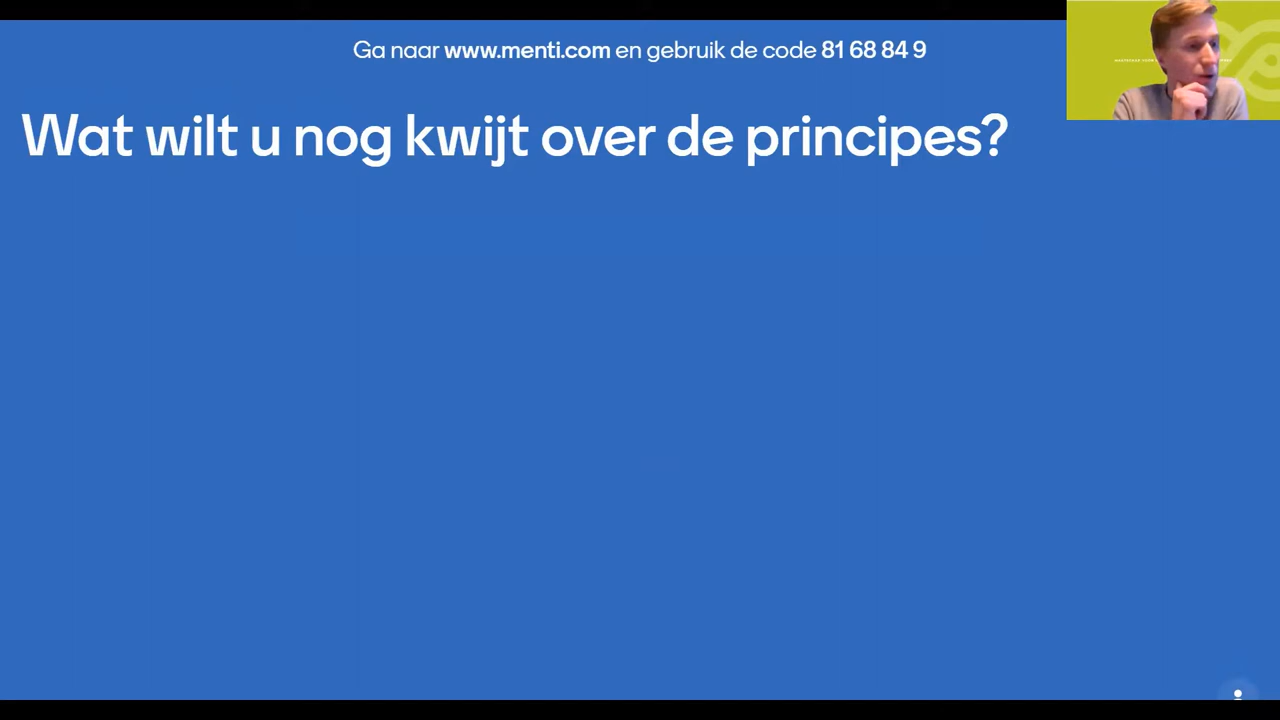 Ga naar www.menti.com en gebruik de code 81 68 84 9
Wat wilt u nog kwijt over de principes?